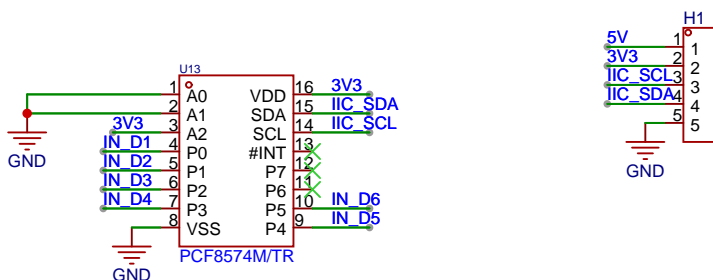 U13
1 A0 VDD 16 3V3
2 A1 SDA 15 IIC_SDA
3V3 3 A2 SCL 14 IIC_SCL
IN_D1 4 P0 #INT 13
IN_D2 5 P1 P7 12
IN_D3 6 P2 P6 11
IN_D4 7 P3 P5 10 IN_D6
8 VSS P4 9 IN_D5
GND
GND
PCF8574M/TR
H1
5V 1 1
3V3 2 2
IIC_SCL 3 3
IIC_SDA 4 4
5 5
GND